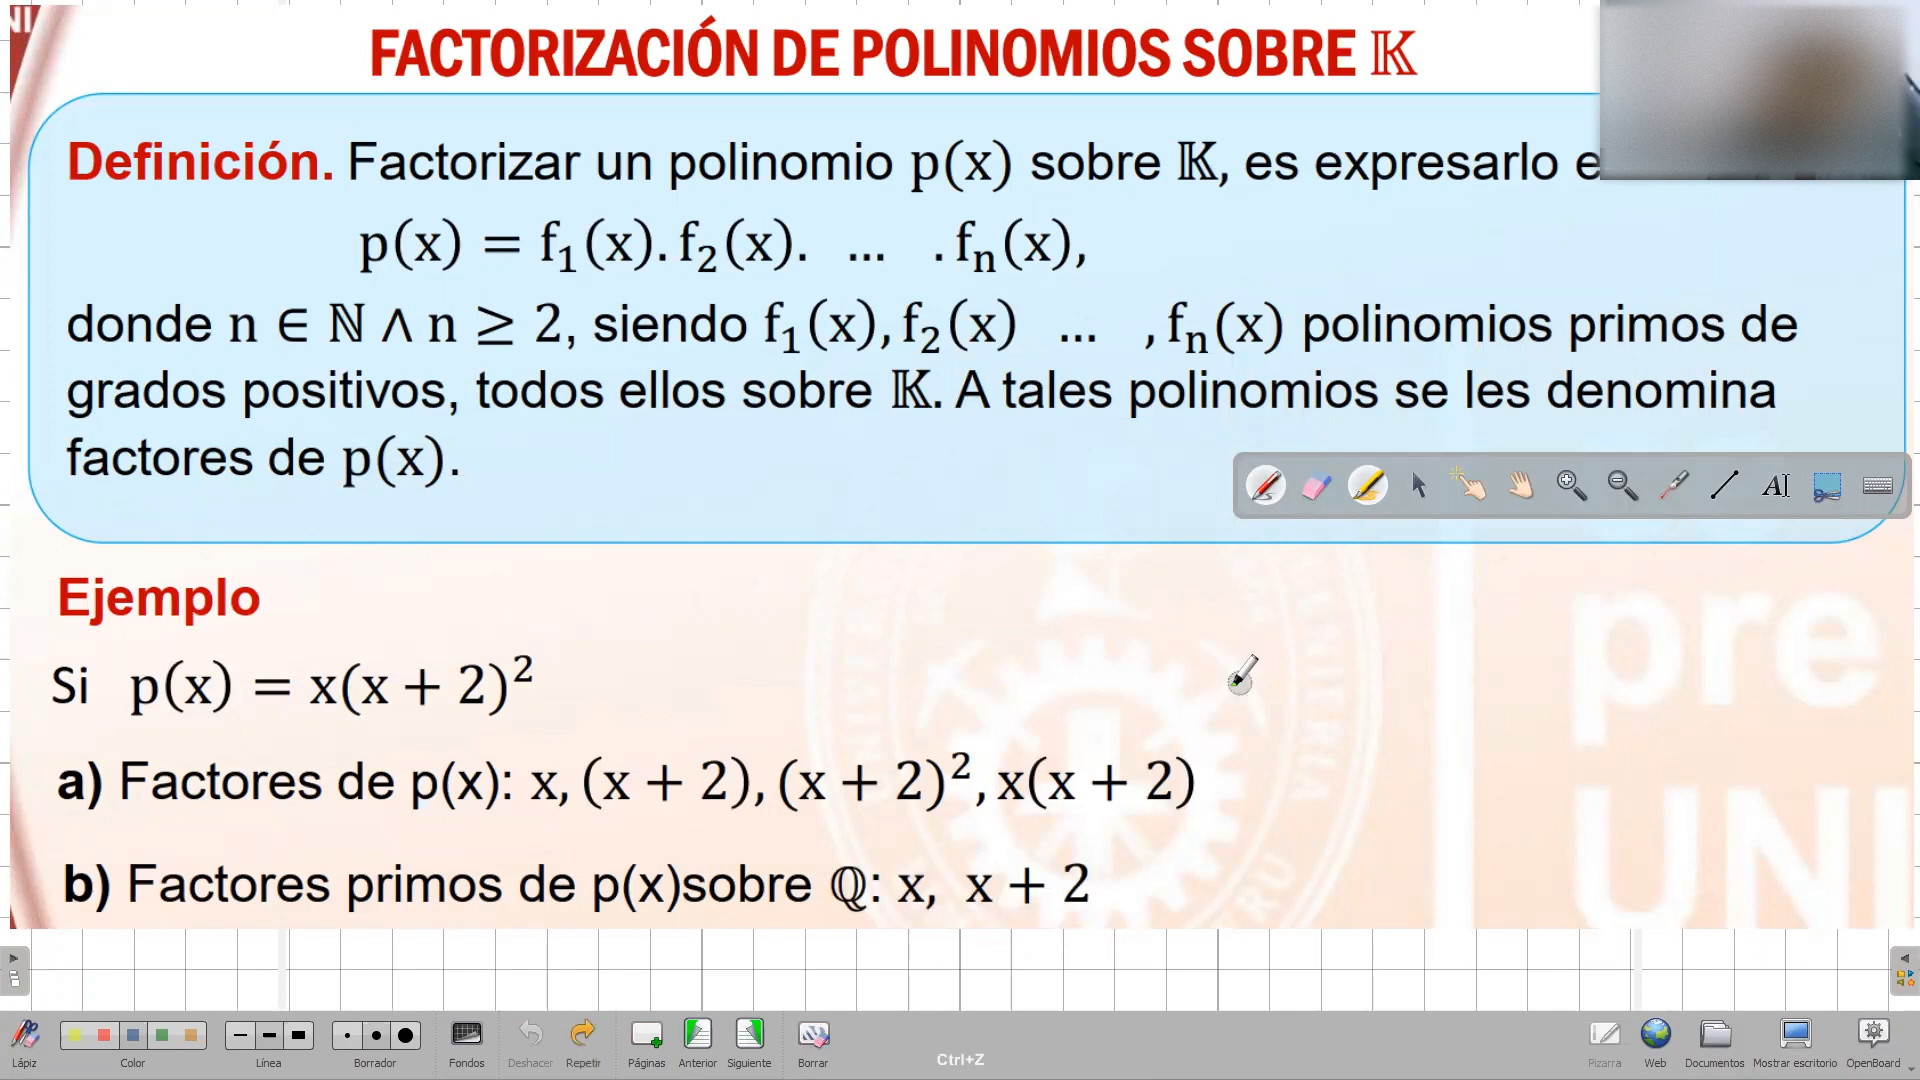 NI
FACTORIZACIÓN DE POLINOMIOS SOBRE 𝕂
Definición. Factorizar un polinomio p(x) sobre 𝕂, es expresarlo
p(x) = f₁(x). f₂(x). ... . fₙ(x),
donde n ∈ ℕ ∧ n ≥ 2, siendo f₁(x), f₂(x) ... , fₙ(x) polinomios primos de
grados positivos, todos ellos sobre 𝕂. A tales polinomios se les denomina
factores de p(x).
Ejemplo
Si p(x) = x(x + 2)²
a) Factores de p(x): x, (x + 2), (x + 2)², x(x + 2)
b) Factores primos de p(x)sobre ℚ: x, x + 2
pre
UNI
Lápiz Color Línea Borrador Fondos Deshacer Repetir Páginas Anterior Siguiente Borrar Ctrl+Z Pizarra Web Documentos Mostrar escritorio OpenBoard